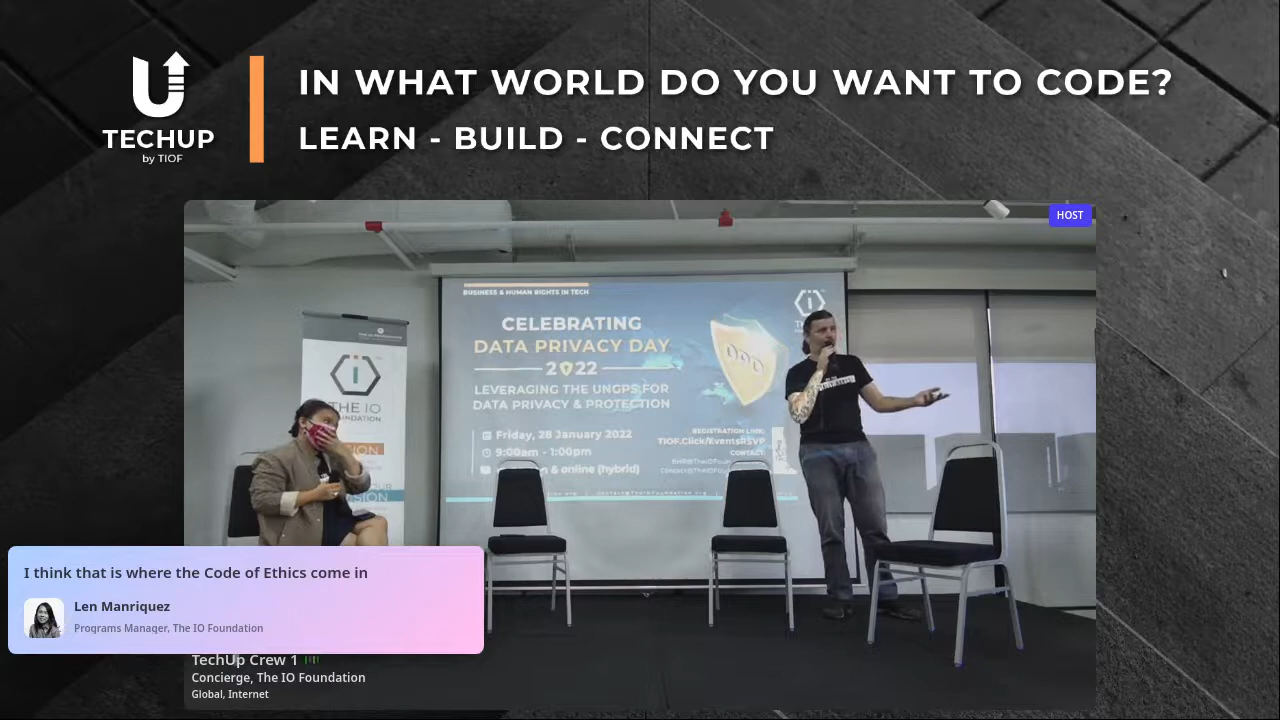 TECHUP
by TIOF
IN WHAT WORLD DO YOU WANT TO CODE?
LEARN - BUILD - CONNECT
HOST
BUSINESS & HUMAN RIGHTS IN TECH
CELEBRATING
DATA PRIVACY DAY
2022
LEVERAGING THE UNGPS FOR
DATA PRIVACY & PROTECTION
Friday, 28 January 2022
9:00am - 1:00pm
& online (hybrid)
REGISTRATION LINK:
TIOF.Click/EventsRSVP
CONTACT:
THE IO
FOUNDATION
I think that is where the Code of Ethics come in
Len Manriquez
Programs Manager, The IO Foundation
TechUp Crew 1
Concierge, The IO Foundation
Global, Internet